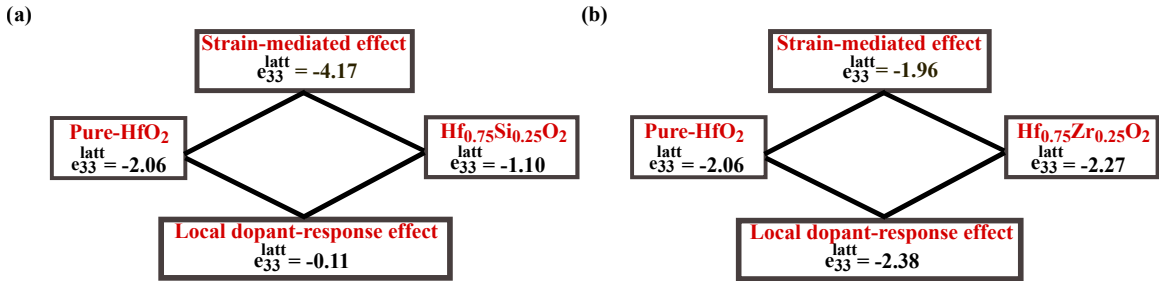 (a)
Strain-mediated effect
e₃₃ˡᵃᵗᵗ = -4.17
Pure-HfO₂
e₃₃ˡᵃᵗᵗ = -2.06
Hf₀.₇₅Si₀.₂₅O₂
e₃₃ˡᵃᵗᵗ = -1.10
Local dopant-response effect
e₃₃ˡᵃᵗᵗ = -0.11
(b)
Strain-mediated effect
e₃₃ˡᵃᵗᵗ = -1.96
Pure-HfO₂
e₃₃ˡᵃᵗᵗ = -2.06
Hf₀.₇₅Zr₀.₂₅O₂
e₃₃ˡᵃᵗᵗ = -2.27
Local dopant-response effect
e₃₃ˡᵃᵗᵗ = -2.38